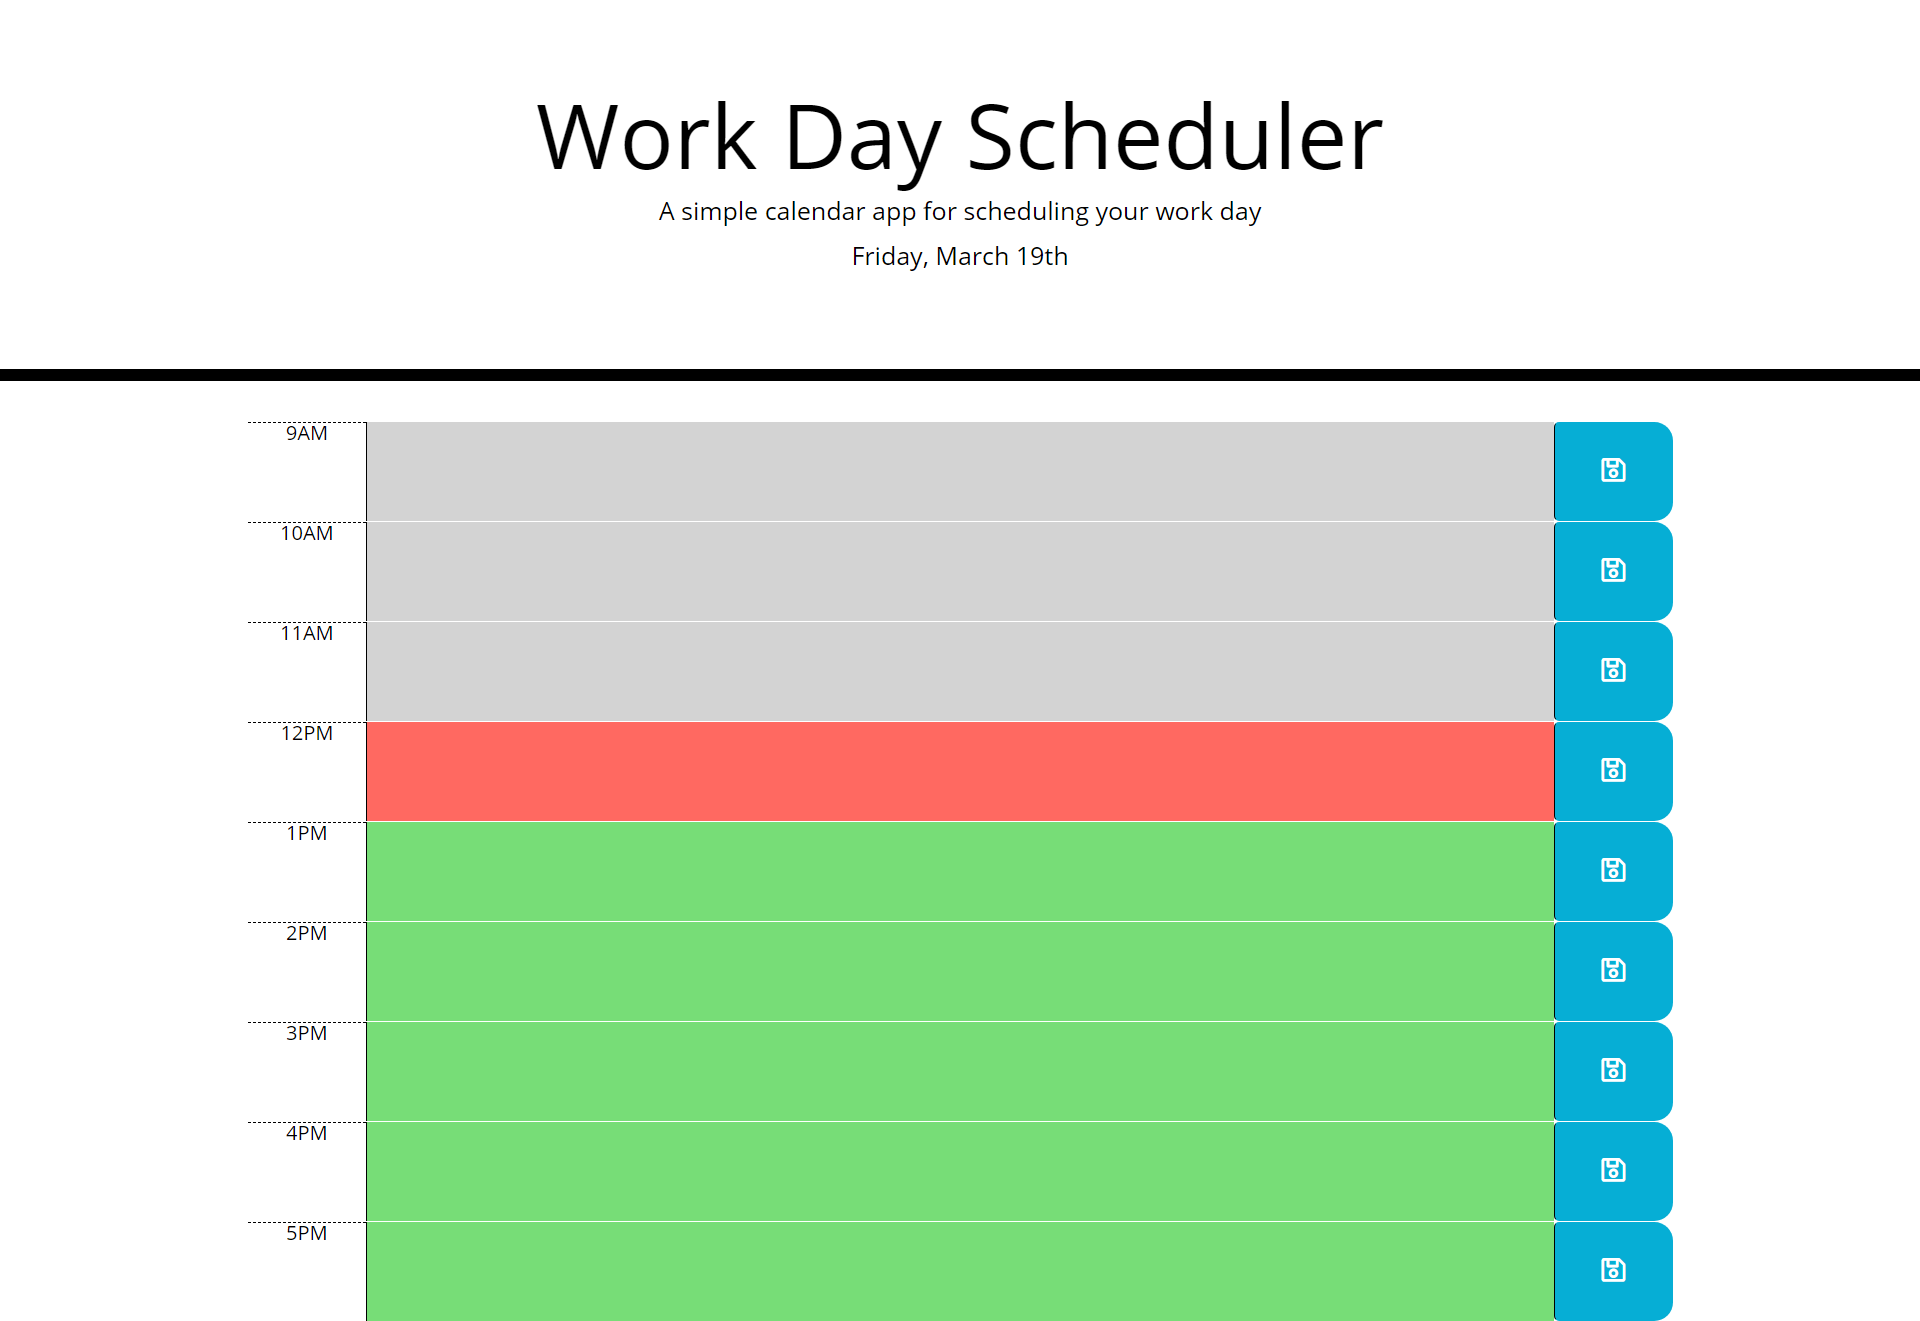 Work Day Scheduler
A simple calendar app for scheduling your work day
Friday, March 19th
9AM
10AM
11AM
12PM
1PM
2PM
3PM
4PM
5PM